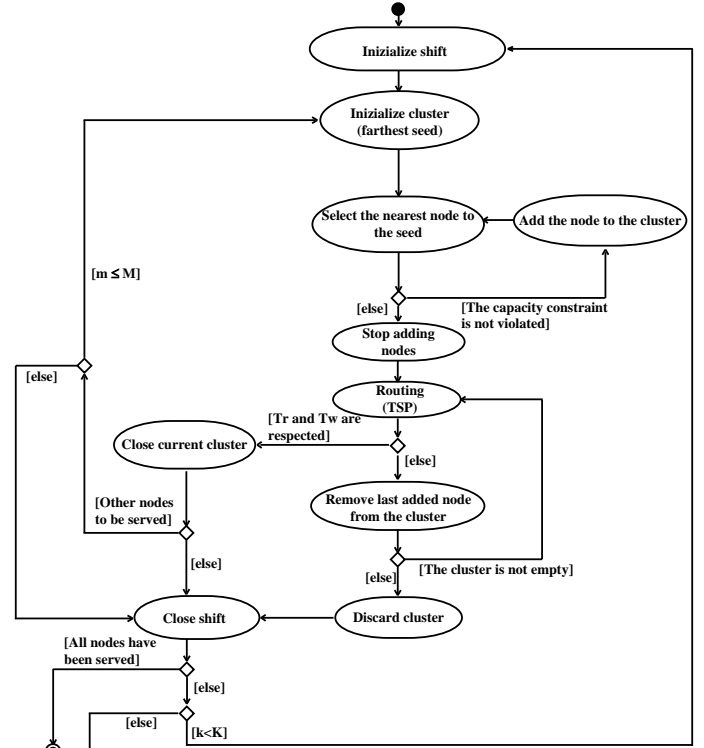 Inizialize shift
Inizialize cluster
(farthest seed)
Select the nearest node to
the seed
Add the node to the cluster
[m ≤ M]
[else]
[The capacity constraint
is not violated]
Stop adding
nodes
[else]
Routing
(TSP)
[Tr and Tw are
respected]
Close current cluster
[else]
Remove last added node
from the cluster
[Other nodes
to be served]
[else]
[The cluster is not empty]
[else]
Close shift
Discard cluster
[All nodes have
been served]
[else]
[else]
[k<K]